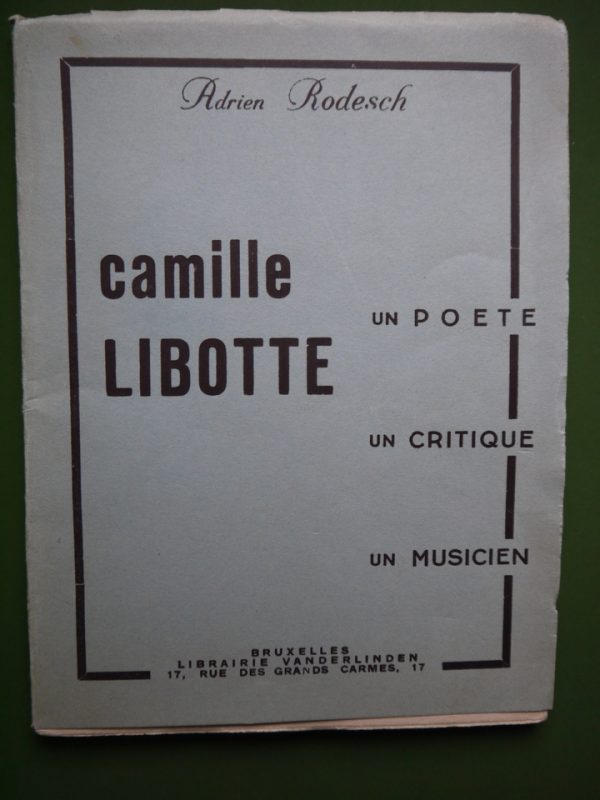 Adrien Rodesch
camille
LIBOTTE
UN POETE
UN CRITIQUE
UN MUSICIEN
BRUXELLES
LIBRAIRIE VANDERLINDEN
17, RUE DES GRANDS CARMES, 17